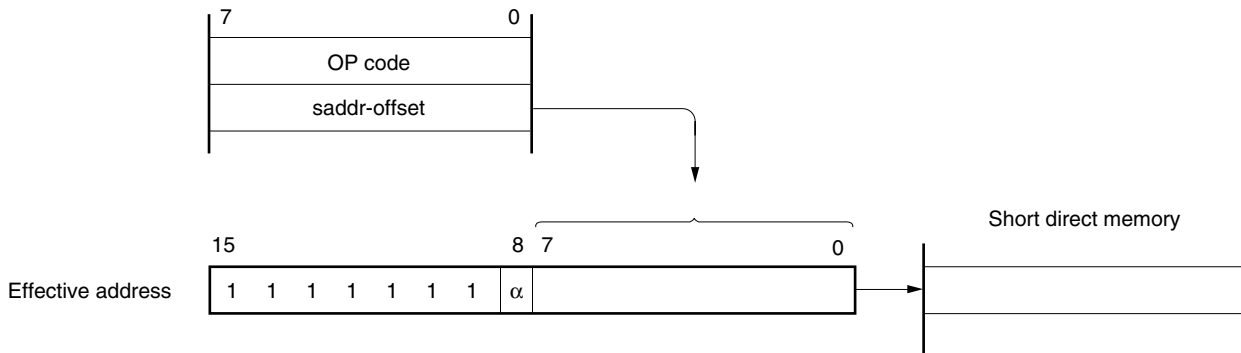 7 0
OP code
saddr-offset
Short direct memory
15 8 7 0
Effective address 1 1 1 1 1 1 1 α